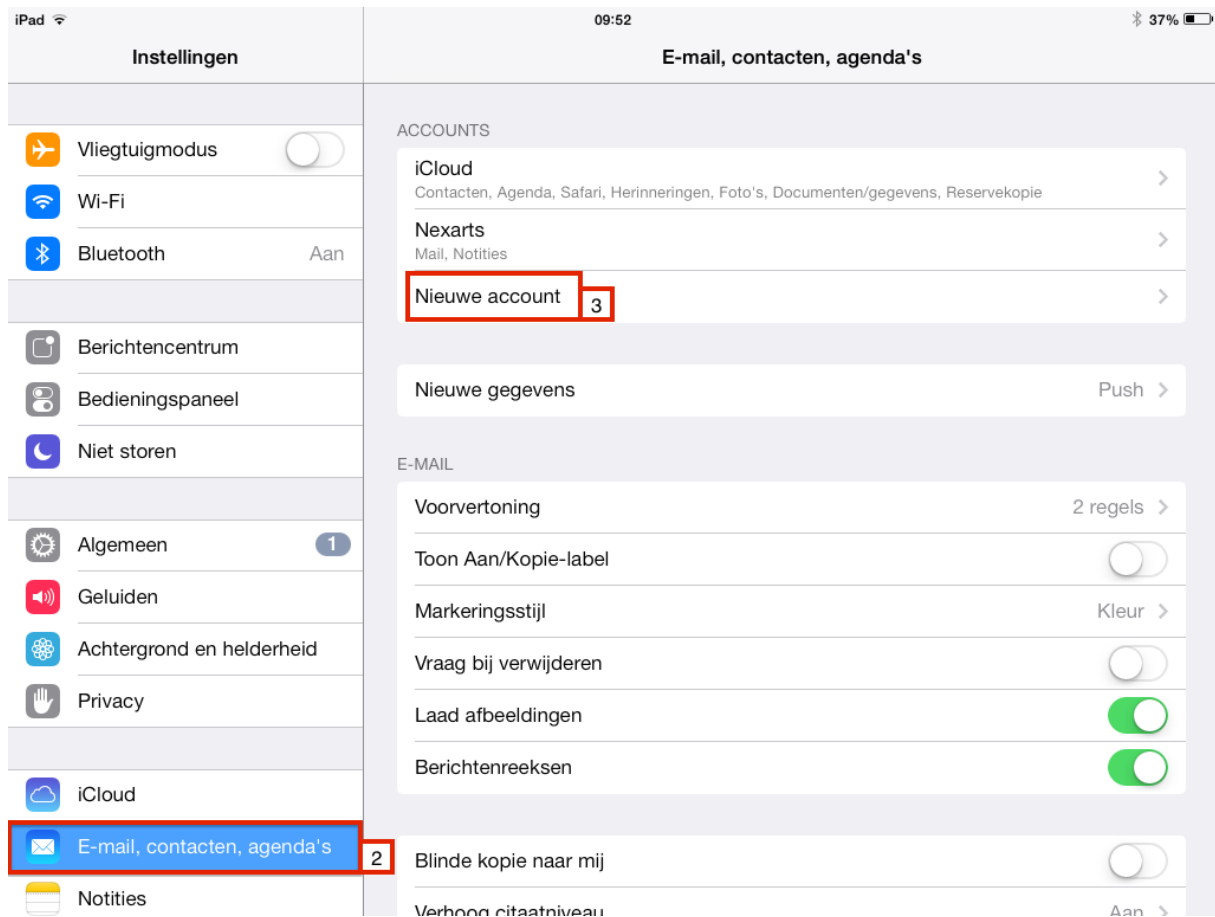 iPad
09:52
37%
Instellingen
E-mail, contacten, agenda's
Vliegtuigmodus
Wi-Fi
Bluetooth Aan
Berichtencentrum
Bedieningspaneel
Niet storen
Algemeen 1
Geluiden
Achtergrond en helderheid
Privacy
iCloud
E-mail, contacten, agenda's 2
Notities
ACCOUNTS
iCloud
Contacten, Agenda, Safari, Herinneringen, Foto's, Documenten/gegevens, Reservekopie
Nexarts
Mail, Notities
Nieuwe account 3
Nieuwe gegevens Push
E-MAIL
Voorvertoning 2 regels
Toon Aan/Kopie-label
Markeringsstijl Kleur
Vraag bij verwijderen
Laad afbeeldingen
Berichtenreeksen
Blinde kopie naar mij
Verhoog citaatniveau Aan